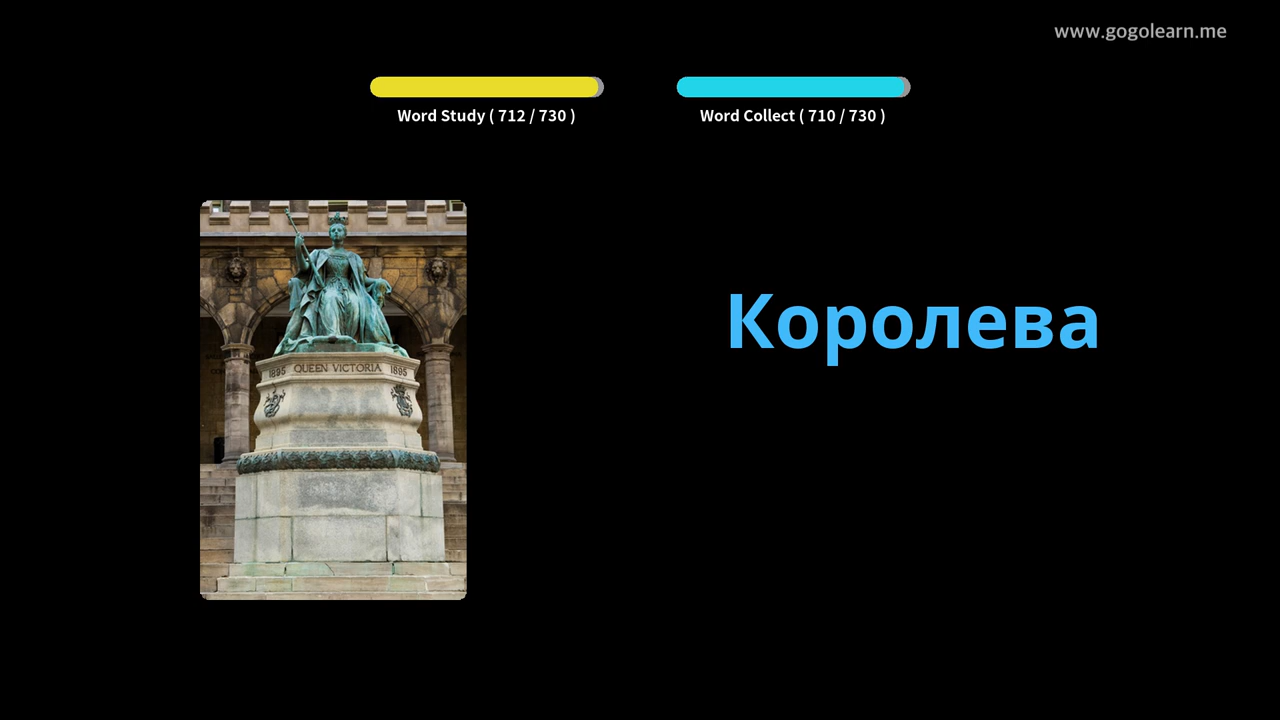 www.gogolearn.me
Word Study ( 712 / 730 )
Word Collect ( 710 / 730 )
Королева
1895 QUEEN VICTORIA 1895